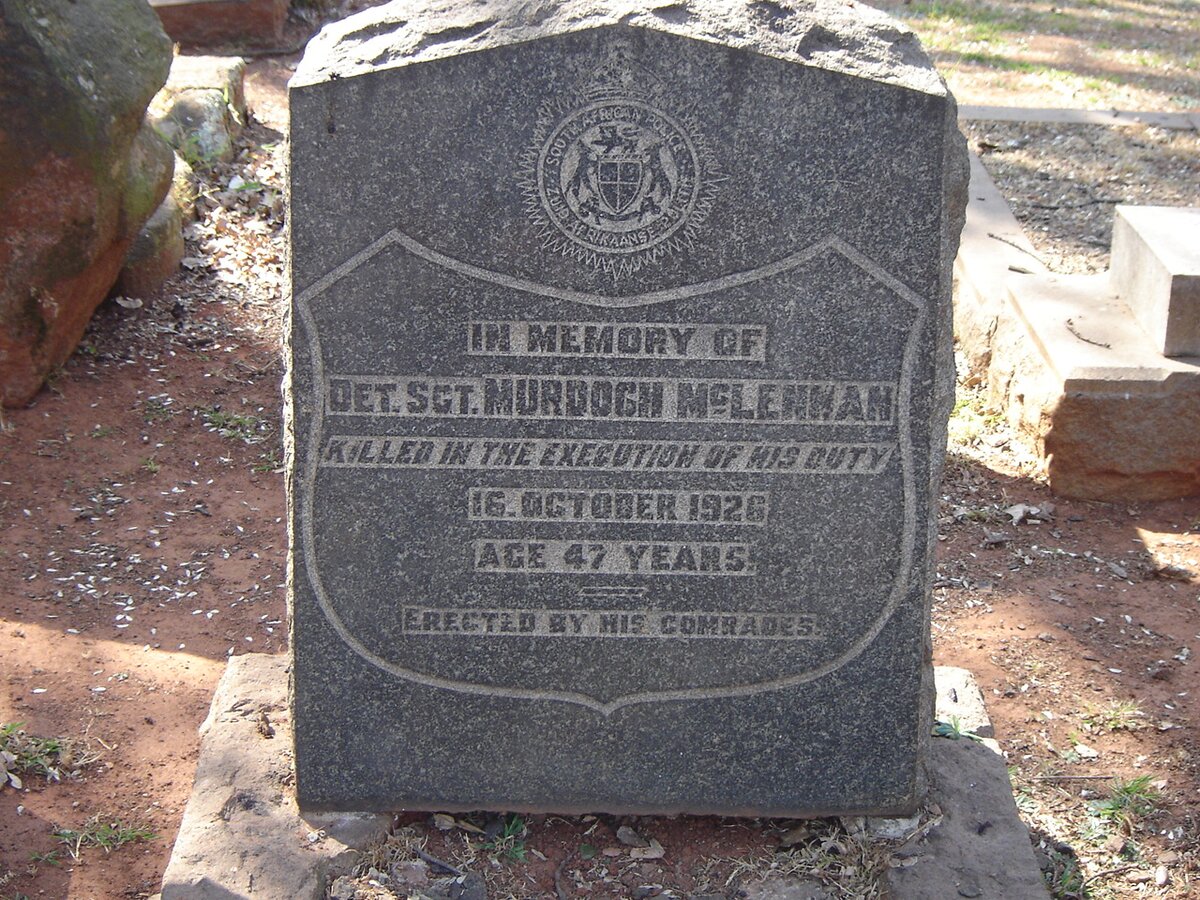 SOUTH AFRICAN POLICE
ZUID AFRIKAANSE
IN MEMORY OF
DET. SGT. MURDOCH McLENNAN
KILLED IN THE EXECUTION OF HIS DUTY
16. OCTOBER 1926
AGE 47 YEARS.
ERECTED BY HIS COMRADES.